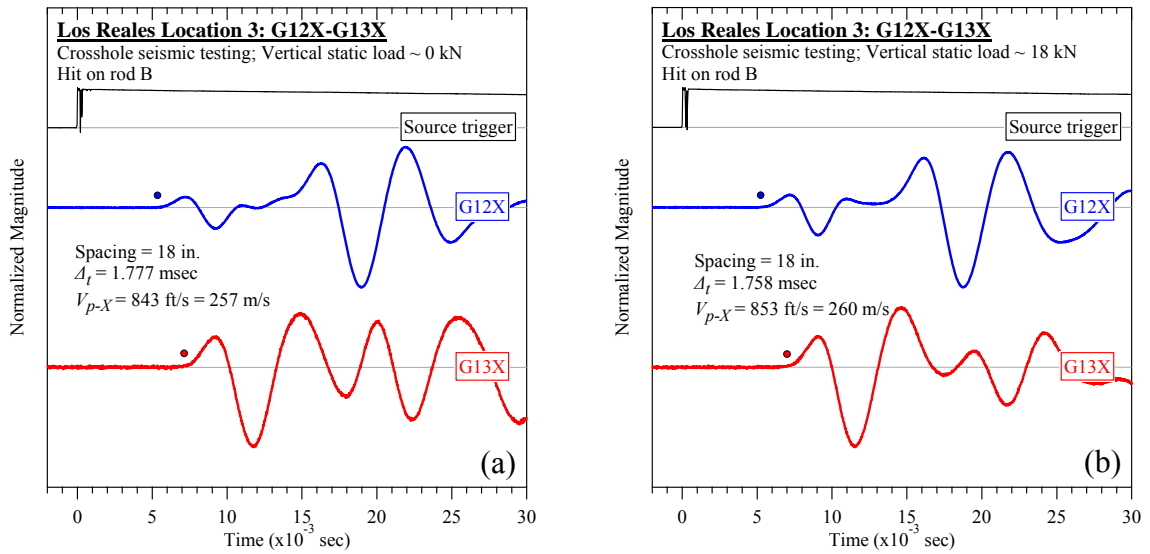 Los Reales Location 3: G12X-G13X
Crosshole seismic testing; Vertical static load ~ 0 kN
Hit on rod B
Source trigger
G12X
Spacing = 18 in.
Δt = 1.777 msec
Vp-X = 843 ft/s = 257 m/s
G13X
(a)
Normalized Magnitude
0 5 10 15 20 25 30
Time (x10⁻³ sec)
Los Reales Location 3: G12X-G13X
Crosshole seismic testing; Vertical static load ~ 18 kN
Hit on rod B
Source trigger
G12X
Spacing = 18 in.
Δt = 1.758 msec
Vp-X = 853 ft/s = 260 m/s
G13X
(b)
Normalized Magnitude
0 5 10 15 20 25 30
Time (x10⁻³ sec)